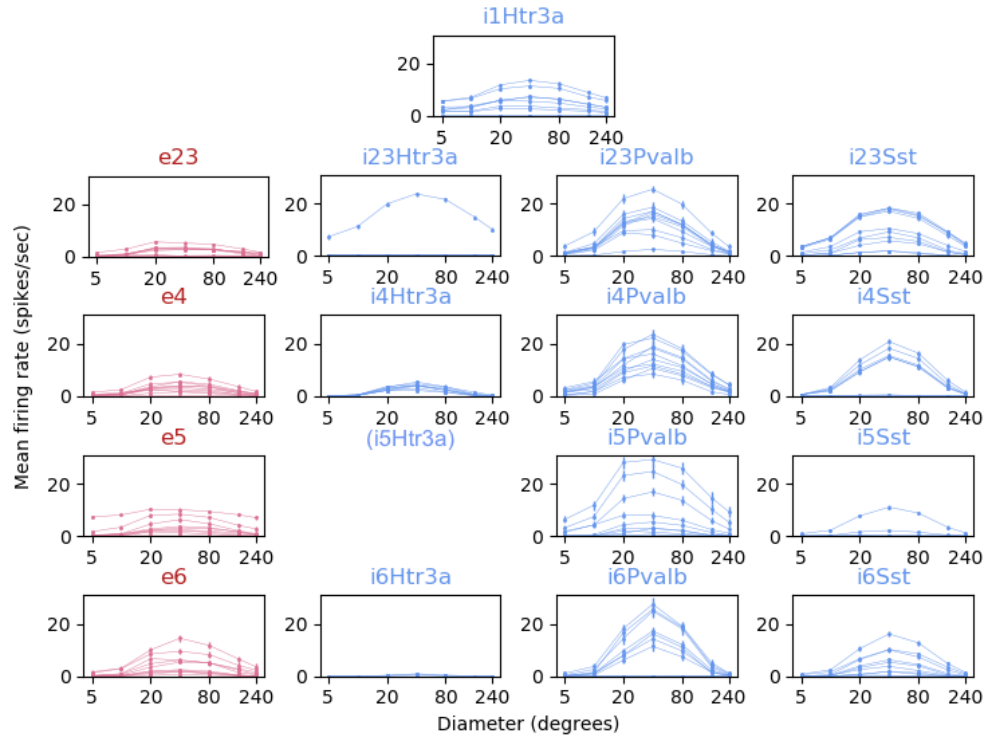 i1Htr3a
20
0
5 20 80 240
e23 i23Htr3a i23Pvalb i23Sst
20 20 20 20
0 0 0 0
5 20 80 240 5 20 80 240 5 20 80 240 5 20 80 240
e4 i4Htr3a i4Pvalb i4Sst
20 20 20 20
0 0 0 0
5 20 80 240 5 20 80 240 5 20 80 240 5 20 80 240
e5 (i5Htr3a) i5Pvalb i5Sst
20 20 20
0 0 0
5 20 80 240 5 20 80 240 5 20 80 240
e6 i6Htr3a i6Pvalb i6Sst
20 20 20 20
0 0 0 0
5 20 80 240 5 20 80 240 5 20 80 240 5 20 80 240
Mean firing rate (spikes/sec)
Diameter (degrees)